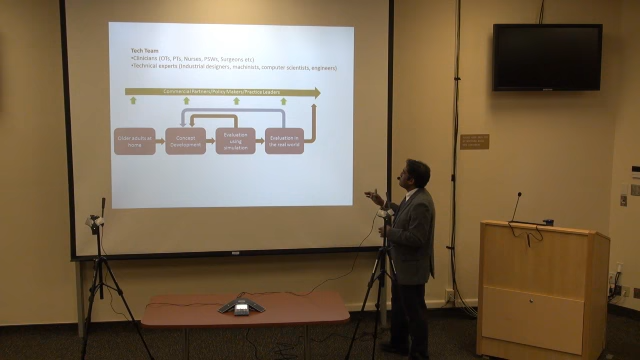 Tech Team
•Clinicians (OTs, PTs, Nurses, PSWs, Surgeons etc)
•Technical experts (Industrial designers, machinists, computer scientists, engineers)
Commercial Partners/Policy Makers/Practice Leaders
Older adults at
home
Concept
Development
Evaluation
using
simulation
Evaluation in
the real world